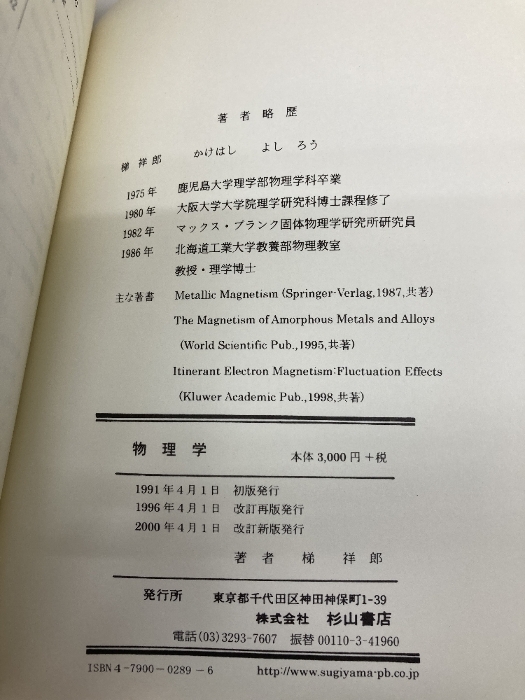 著者略歴
梯 祥郎 かけはし よしろう
1975年 鹿児島大学理学部物理学科卒業
1980年 大阪大学大学院理学研究科博士課程修了
1982年 マックス・プランク固体物理学研究所研究員
1986年 北海道工業大学教養部物理教室
教授・理学博士
主な著書 Metallic Magnetism (Springer-Verlag,1987,共著)
The Magnetism of Amorphous Metals and Alloys
(World Scientific Pub.,1995,共著)
Itinerant Electron Magnetism:Fluctuation Effects
(Kluwer Academic Pub.,1998,共著)
物理学 本体 3,000 円 +税
1991年4月1日 初版発行
1996年4月1日 改訂再版発行
2000年4月1日 改訂新版発行
著者 梯 祥郎
発行所 東京都千代田区神田神保町1-39
株式会社 杉山書店
電話(03)3293-7607 振替 00110-3-41960
ISBN4-7900-0289-6 http://www.sugiyama-pb.co.jp